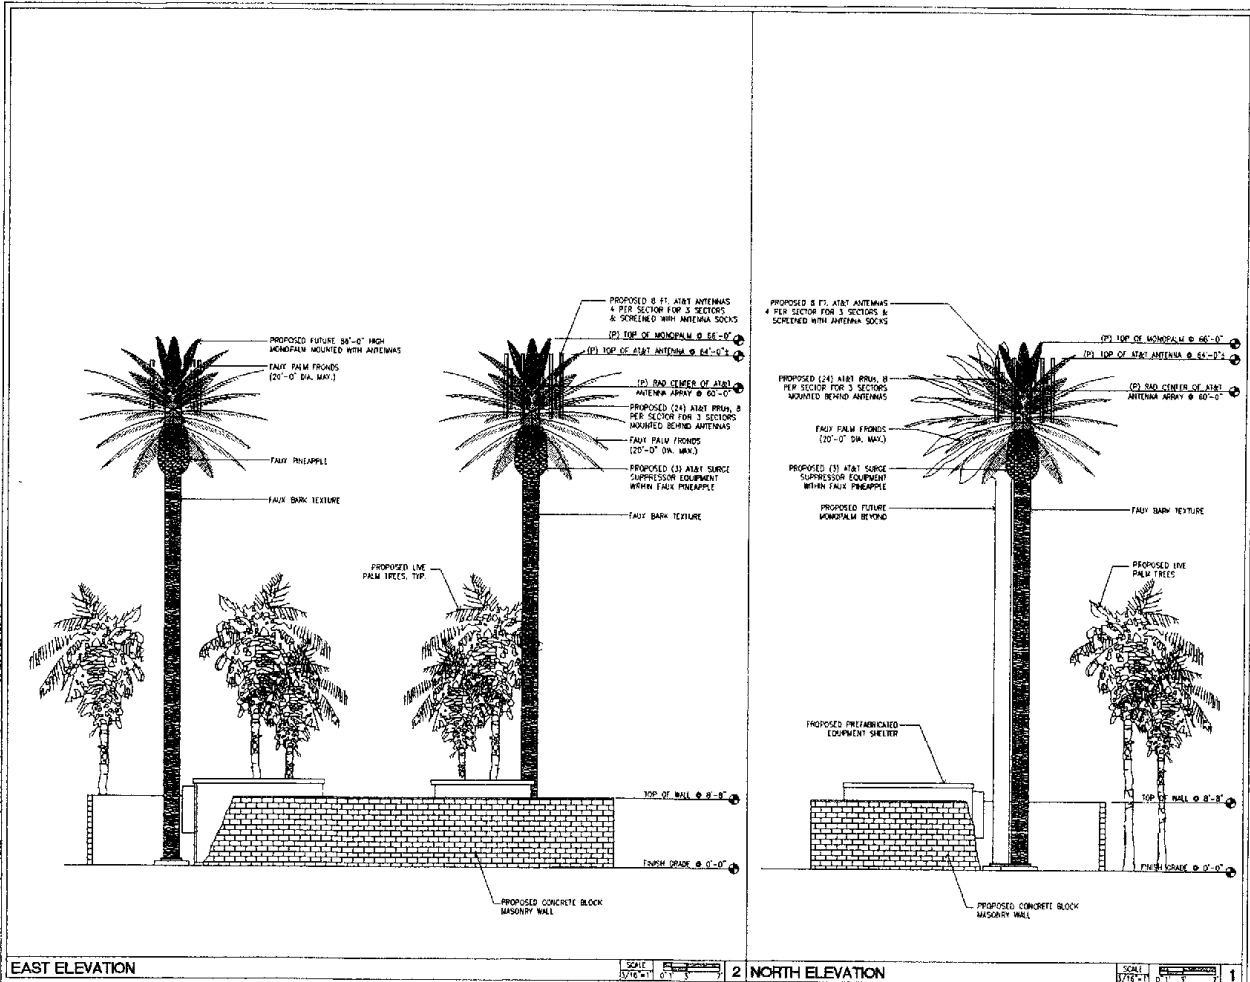 PROPOSED FUTURE 66'-0" HIGH
MONOPALM MOUNTED WITH ANTENNAS
FAUX PALM FRONDS
(20'-0" DIA. MAX.)
FAUX PINEAPPLE
FAUX BARK TEXTURE
PROPOSED LIVE
PALM TREES, TYP.
PROPOSED 8 FT. AT&T ANTENNAS
4 PER SECTOR FOR 3 SECTORS
& SCREENED WITH ANTENNA SOCKS
(P) TOP OF MONOPALM @ 66'-0"
(P) TOP OF AT&T ANTENNA @ 64'-0"±
(P) RAD CENTER OF AT&T
ANTENNA ARRAY @ 60'-0"
PROPOSED (24) AT&T RRUs, 8
PER SECTOR FOR 3 SECTORS
MOUNTED BEHIND ANTENNAS
FAUX PALM FRONDS
(20'-0" DIA. MAX.)
PROPOSED (3) AT&T SURGE
SUPPRESSOR EQUIPMENT
WITHIN FAUX PINEAPPLE
FAUX BARK TEXTURE
TOP OF WALL @ 8'-8"
FINISH GRADE @ 0'-0"
PROPOSED CONCRETE BLOCK
MASONRY WALL
EAST ELEVATION
SCALE
3/16"=1'
0' 1'
2
PROPOSED 8 FT. AT&T ANTENNAS
4 PER SECTOR FOR 3 SECTORS &
SCREENED WITH ANTENNA SOCKS
PROPOSED (24) AT&T RRUs, 8
PER SECTOR FOR 3 SECTORS
MOUNTED BEHIND ANTENNAS
FAUX PALM FRONDS
(20'-0" DIA. MAX.)
PROPOSED (3) AT&T SURGE
SUPPRESSOR EQUIPMENT
WITHIN FAUX PINEAPPLE
PROPOSED FUTURE
MONOPALM BEYOND
(P) TOP OF MONOPALM @ 66'-0"
(P) TOP OF AT&T ANTENNA @ 64'-0"±
(P) RAD CENTER OF AT&T
ANTENNA ARRAY @ 60'-0"
FAUX BARK TEXTURE
PROPOSED LIVE
PALM TREES
PROPOSED PREFABRICATED
EQUIPMENT SHELTER
TOP OF WALL @ 8'-8"
FINISH GRADE @ 0'-0"
PROPOSED CONCRETE BLOCK
MASONRY WALL
NORTH ELEVATION
SCALE
3/16"=1'
0' 1'
1